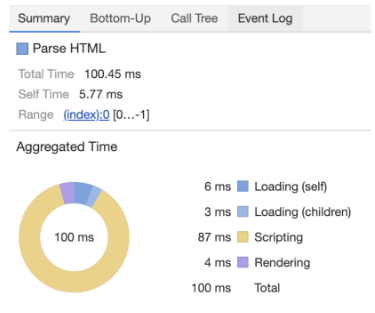 Summary Bottom-Up Call Tree Event Log
Parse HTML
Total Time 100.45 ms
Self Time 5.77 ms
Range (index):0 [0…-1]
Aggregated Time
100 ms
6 ms Loading (self)
3 ms Loading (children)
87 ms Scripting
4 ms Rendering
100 ms Total